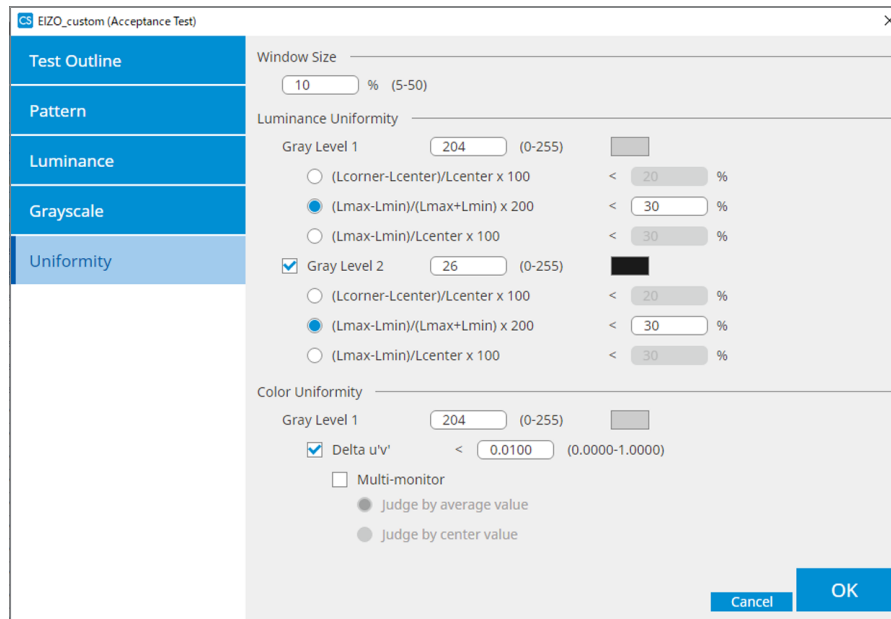 CS EIZO_custom (Acceptance Test)
Test Outline
Pattern
Luminance
Grayscale
Uniformity
Window Size
10 % (5-50)
Luminance Uniformity
Gray Level 1 204 (0-255)
(Lcorner-Lcenter)/Lcenter x 100 < 20 %
(Lmax-Lmin)/(Lmax+Lmin) x 200 < 30 %
(Lmax-Lmin)/Lcenter x 100 < 30 %
Gray Level 2 26 (0-255)
(Lcorner-Lcenter)/Lcenter x 100 < 20 %
(Lmax-Lmin)/(Lmax+Lmin) x 200 < 30 %
(Lmax-Lmin)/Lcenter x 100 < 30 %
Color Uniformity
Gray Level 1 204 (0-255)
Delta u'v' < 0.0100 (0.0000-1.0000)
Multi-monitor
Judge by average value
Judge by center value
Cancel
OK